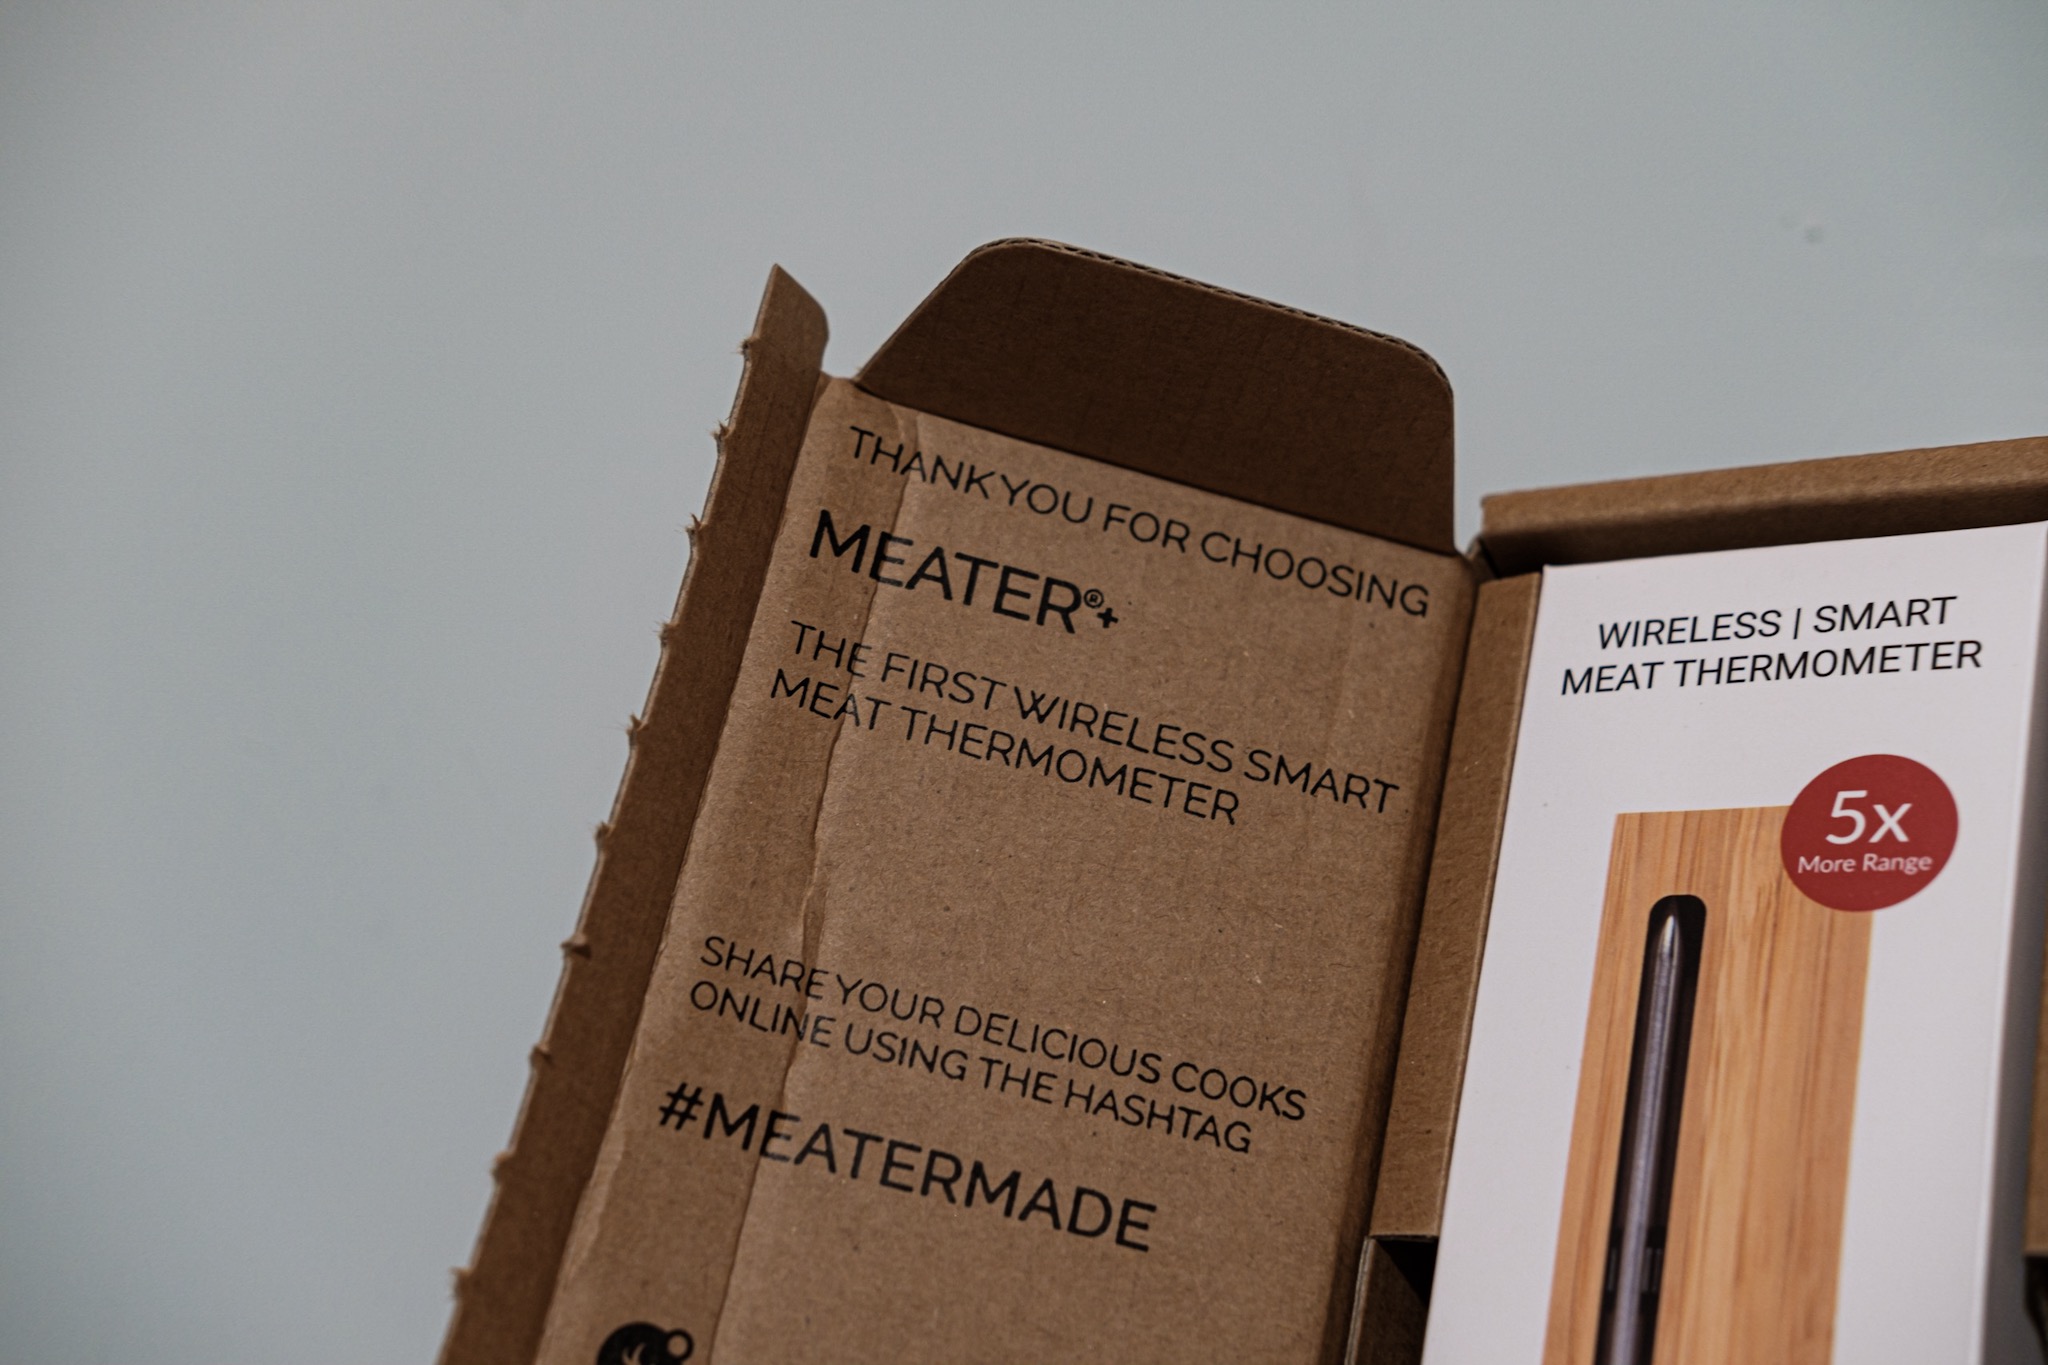 THANK YOU FOR CHOOSING
MEATER®+
THE FIRST WIRELESS SMART
MEAT THERMOMETER
SHARE YOUR DELICIOUS COOKS
ONLINE USING THE HASHTAG
#MEATERMADE
WIRELESS | SMART
MEAT THERMOMETER
5x
More Range